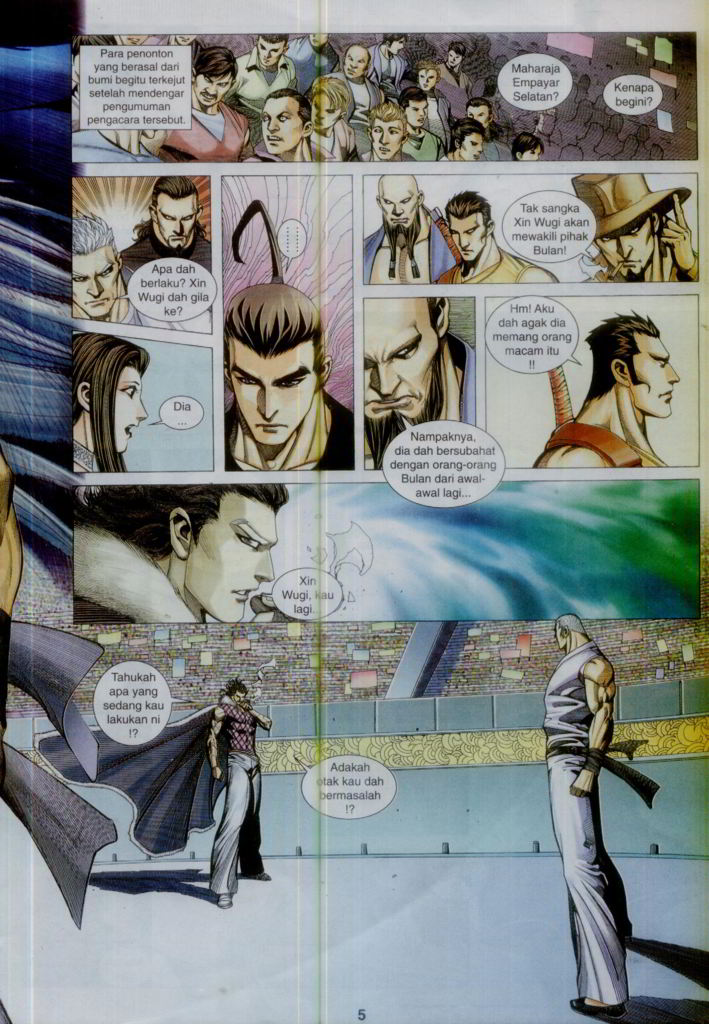 Para penonton
yang berasal dari
bumi begitu terkejut
setelah mendengar
pengumuman
pengacara tersebut.
Maharaja
Empayar
Selatan?
Kenapa
begini?
Apa dah
berlaku? Xin
Wugi dah gila
ke?
Tak sangka
Xin Wugi akan
mewakili pihak
Bulan!
Dia
...
Hm! Aku
dah agak dia
memang orang
macam itu
!!
Nampaknya,
dia dah bersubahat
dengan orang-orang
Bulan dari awal-
awal lagi...
Xin
Wugi, kau
lagi...
Tahukah
apa yang
sedang kau
lakukan ni
!?
Adakah
otak kau dah
bermasalah
!?
5